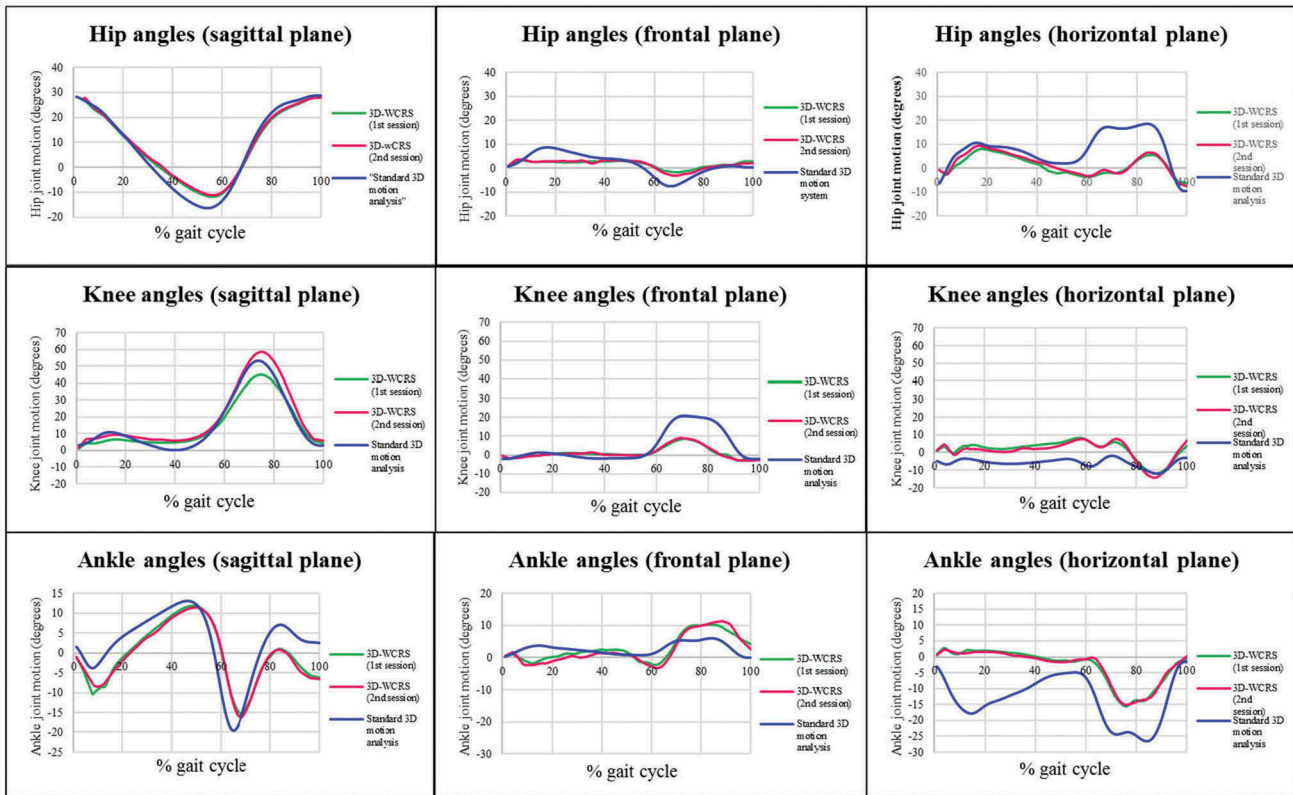 Hip angles (sagittal plane)
Hip joint motion (degrees)
40
30
20
10
0
-10
-20
0
20
40
60
80
100
% gait cycle
3D-WCRS
(1st session)
3D-wCRS
(2nd session)
"Standard 3D
motion
analysis"
Hip angles (frontal plane)
Hip joint motion (degrees)
40
30
20
10
0
-10
-20
0
20
40
60
80
100
% gait cycle
3D-WCRS
(1st session)
3D-WCRS
2nd session)
Standard 3D
motion
system
Hip angles (horizontal plane)
Hip joint motion (degrees)
40
30
20
10
0
-10
-20
0
20
40
60
80
100
% gait cycle
3D-WCRS
(1st session)
3D-WCRS
(2nd
session)
Standard 3D
motion
analysis
Knee angles (sagittal plane)
Knee joint motion (degrees)
70
60
50
40
30
20
10
0
-10
-20
0
20
40
60
80
100
% gait cycle
3D-WCRS
(1st session)
3D-WCRS
(2nd session)
Standard 3D
motion
analysis
Knee angles (frontal plane)
Knee joint motion (degrees)
70
60
50
40
30
20
10
0
-10
-20
0
20
40
60
80
100
% gait cycle
3D-WCRS
(1st session)
3D-WCRS
(2nd session)
Standard 3D
motion analysis
Knee angles (horizontal plane)
Knee joint motion (degrees)
70
60
50
40
30
20
10
0
-10
-20
0
20
40
60
80
100
% gait cycle
3D-WCRS
(1st session)
3D-WCRS
(2nd
session)
Standard 3D
motion
analysis
Ankle angles (sagittal plane)
Ankle joint motion (degrees)
15
10
5
0
-5
-10
-15
-20
-25
0
20
40
60
80
100
% gait cycle
3D-WCRS
(1st session)
3D-WCRS
(2nd session)
Standard 3D
motion
analysis
Ankle angles (frontal plane)
Ankle joint motion (degrees)
20
10
0
-10
-20
-30
0
20
40
60
80
100
% gait cycle
3D-WCRS
(1st session)
3D-WCRS
(2nd session)
Standard 3D
motion analysis
Ankle angles (horizontal plane)
Ankle joint motion (degrees)
20
15
10
5
0
-5
-10
-15
-20
-25
-30
0
20
40
60
80
100
% gait cycle
3D-WCRS
(1st session)
3D-WCRS
(2nd
session)
Standard 3D
motion
analysis